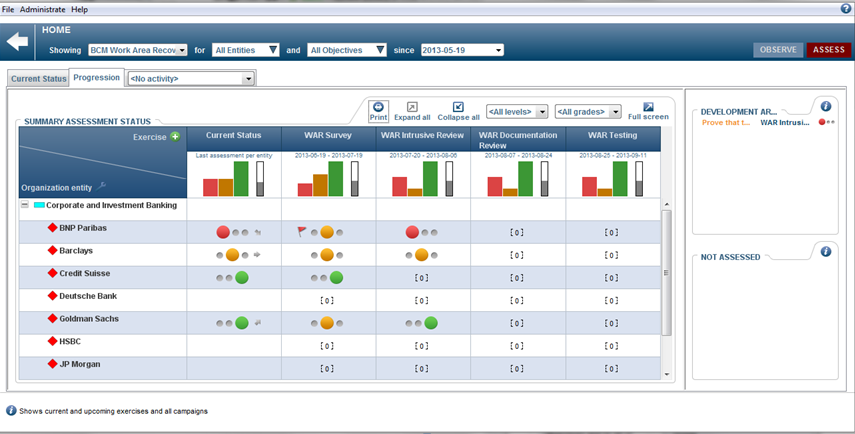 File Administrate Help
HOME
Showing BCM Work Area Recov for All Entities and All Objectives since 2013-05-19 OBSERVE ASSESS
Current Status Progression <No activity>
SUMMARY ASSESSMENT STATUS
Print Expand all Collapse all <All levels> <All grades> Full screen
Exercise
Organization entity
Current Status WAR Survey WAR Intrusive Review WAR Documentation Review WAR Testing
Last assessment per entity 2013-06-19 - 2013-07-19 2013-07-20 - 2013-08-06 2013-08-07 - 2013-08-24 2013-08-25 - 2013-09-11
Corporate and Investment Banking
BNP Paribas [0] [0]
Barclays [0] [0]
Credit Suisse [0] [0] [0]
Deutsche Bank [0] [0] [0] [0]
Goldman Sachs [0] [0]
HSBC [0] [0] [0] [0]
JP Morgan [0] [0] [0] [0]
DEVELOPMENT AR...
Prove that t... WAR Intrusi...
NOT ASSESSED
Shows current and upcoming exercises and all campaigns